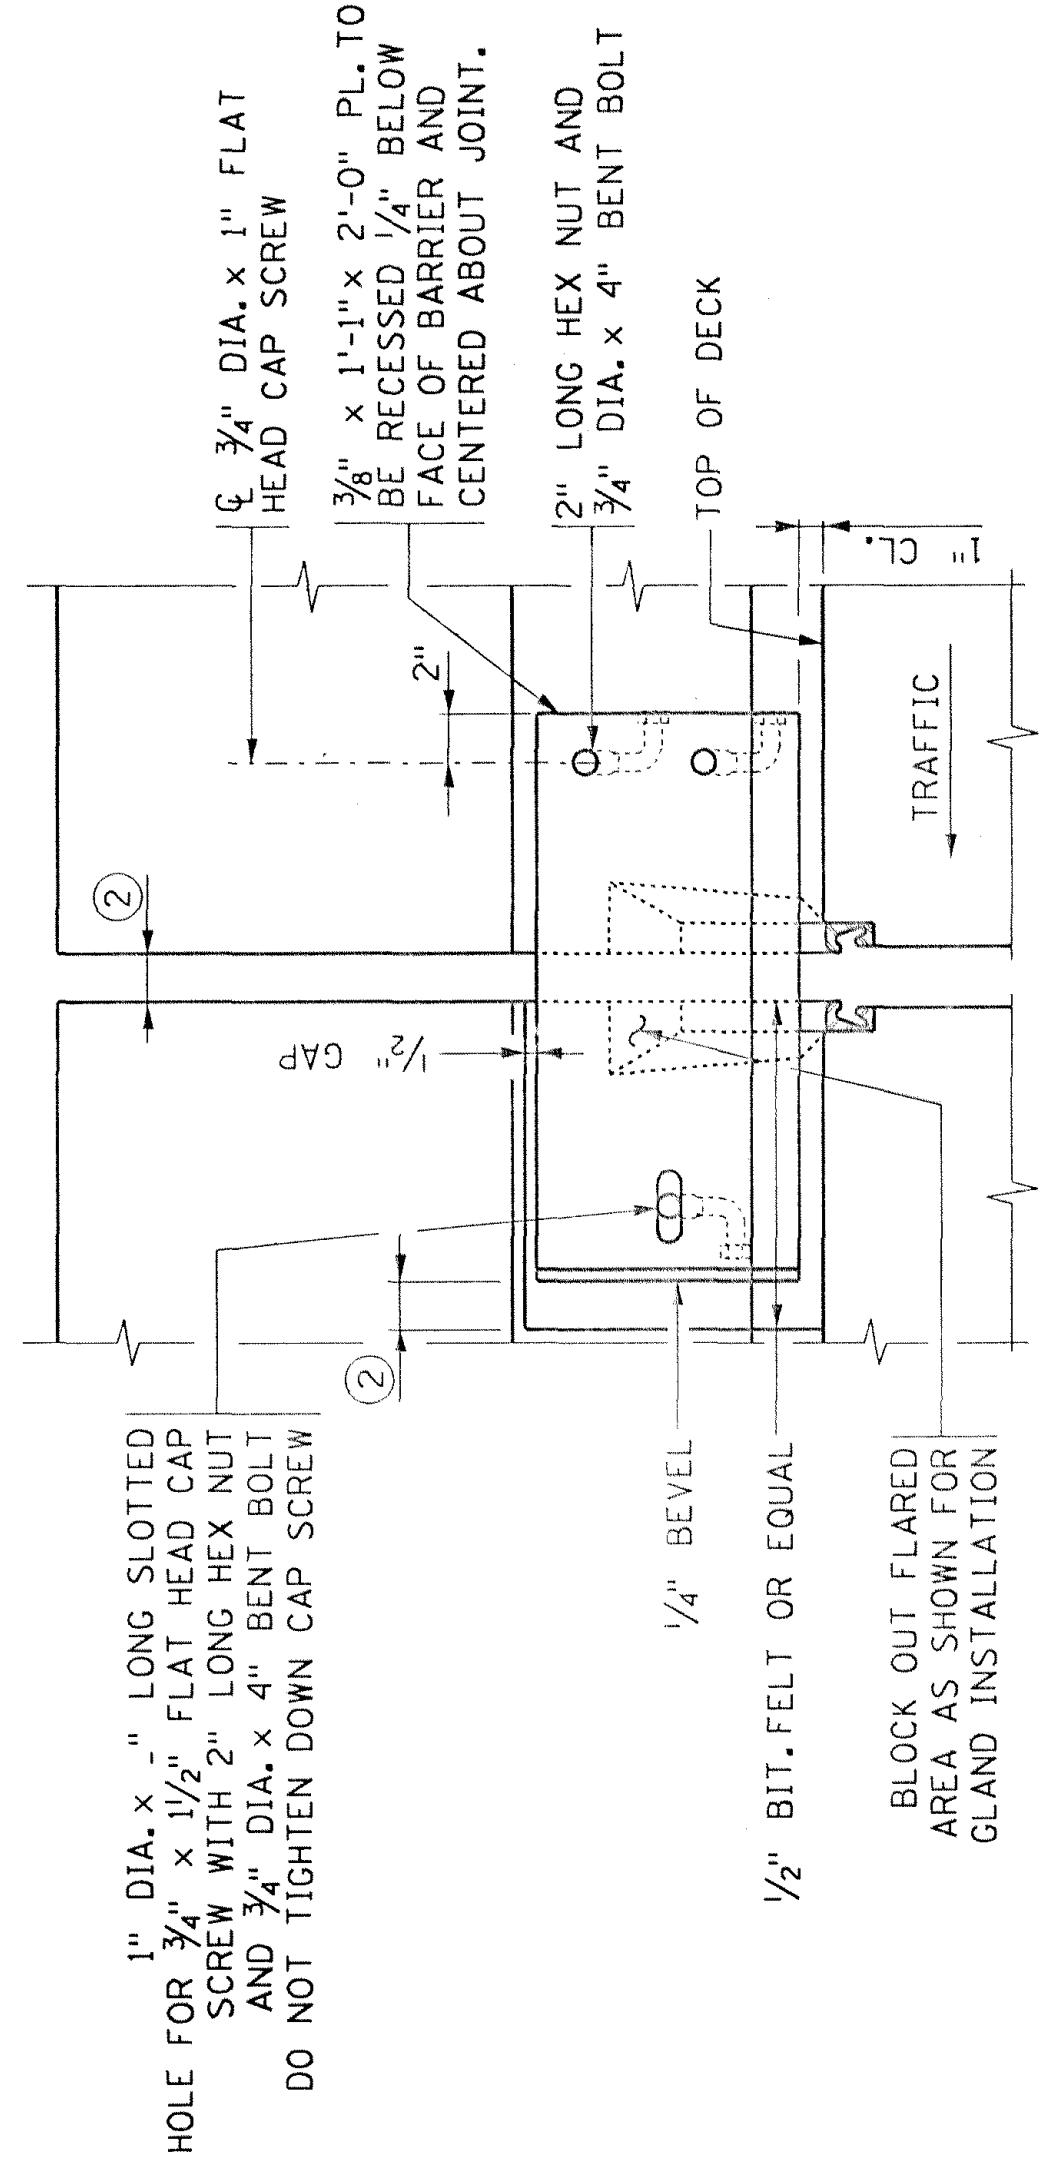 1" DIA. x -" LONG SLOTTED
HOLE FOR 3/4" x 1 1/2" FLAT HEAD CAP
SCREW WITH 2" LONG HEX NUT
AND 3/4" DIA. x 4" BENT BOLT
DO NOT TIGHTEN DOWN CAP SCREW
2
2
1/2" GAP
1/4" BEVEL
1/2" BIT. FELT OR EQUAL
BLOCK OUT FLARED
AREA AS SHOWN FOR
GLAND INSTALLATION
℄ 3/4" DIA. x 1" FLAT
HEAD CAP SCREW
3/8" x 1'-1" x 2'-0" PL. TO
BE RECESSED 1/4" BELOW
FACE OF BARRIER AND
CENTERED ABOUT JOINT.
2"
2" LONG HEX NUT AND
3/4" DIA. x 4" BENT BOLT
TOP OF DECK
1" CL.
TRAFFIC